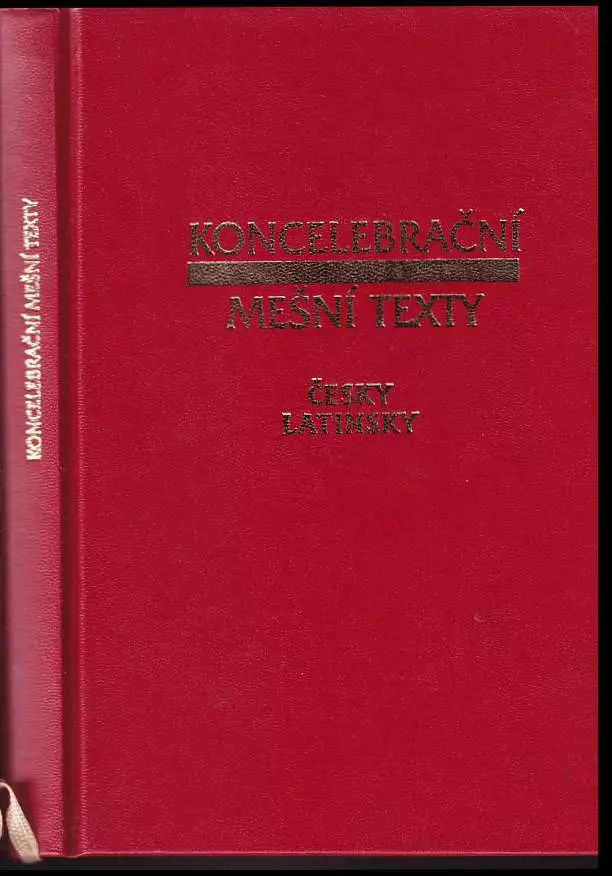 KONCELEBRAČNÍ MEŠNÍ TEXTY
KONCELEBRAČNÍ
MEŠNÍ TEXTY
ČESKY
LATINSKY